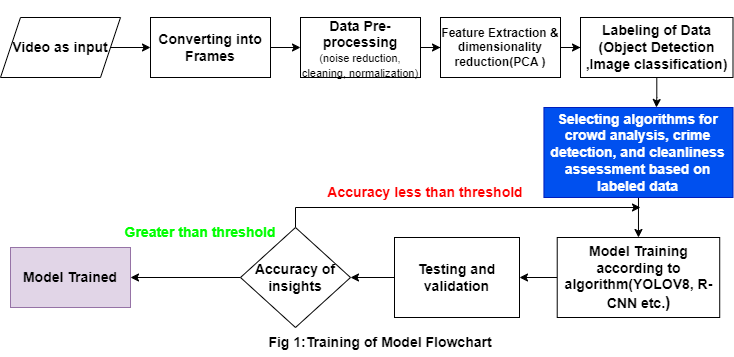 Video as input
Converting into
Frames
Data Pre-
processing
(noise reduction,
cleaning, normalization)
Feature Extraction &
dimensionality
reduction(PCA )
Labeling of Data
(Object Detection
,Image classification)
Selecting algorithms for
crowd analysis, crime
detection, and cleanliness
assessment based on
labeled data
Accuracy less than threshold
Greater than threshold
Model Trained
Accuracy of
insights
Testing and
validation
Model Training
according to
algorithm(YOLOV8, R-
CNN etc.)
Fig 1:Training of Model Flowchart